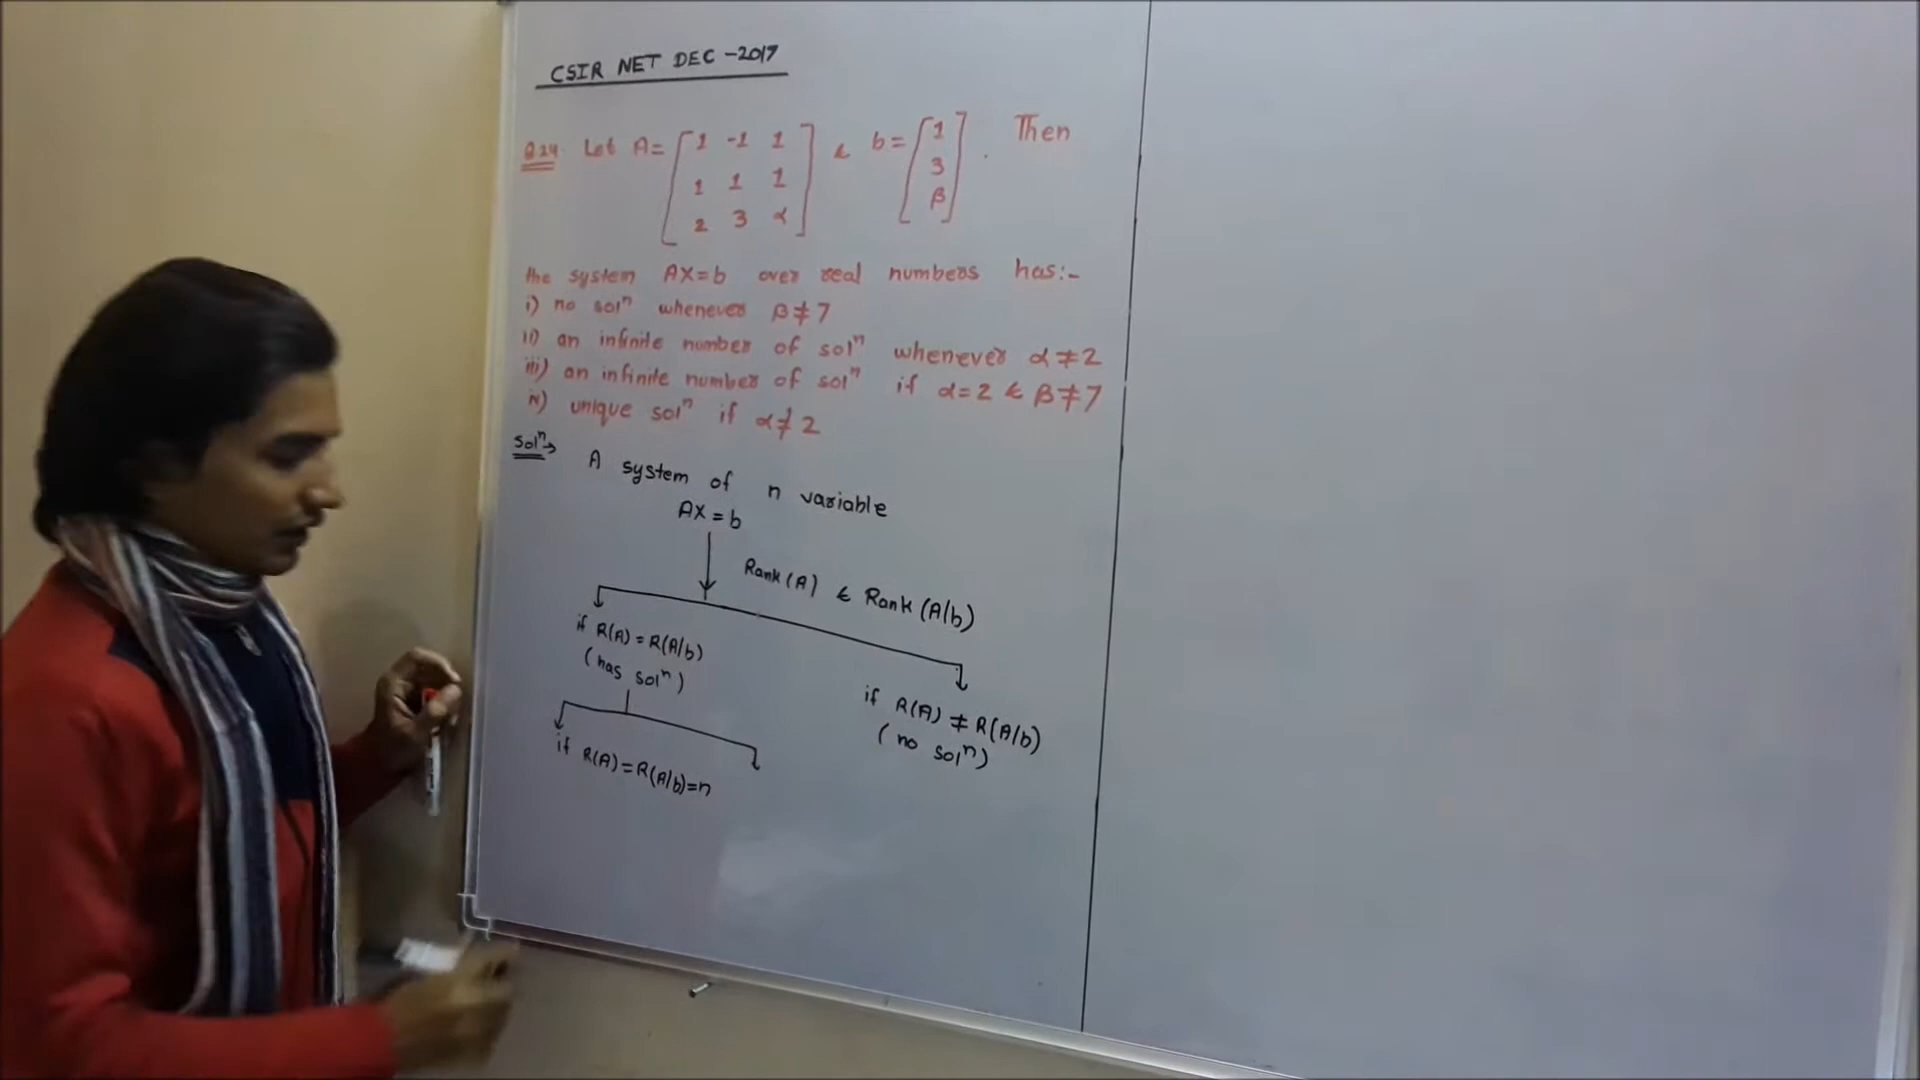 CSIR NET DEC -2017
Q24. Let A= [1 -1 1 & b= [1 . Then
1 1 1 3
2 3 α] β]
the system AX=b over real numbers has:-
i) no solⁿ whenever β≠7
ii) an infinite number of solⁿ whenever α≠2
iii) an infinite number of solⁿ if α=2 & β≠7
iv) unique solⁿ if α≠2
Solⁿ→ A system of n variable
AX=b
Rank(A) & Rank(A/b)
if R(A)=R(A/b)
(has solⁿ)
if R(A)≠R(A/b)
(no solⁿ)
if R(A)=R(A/b)=n